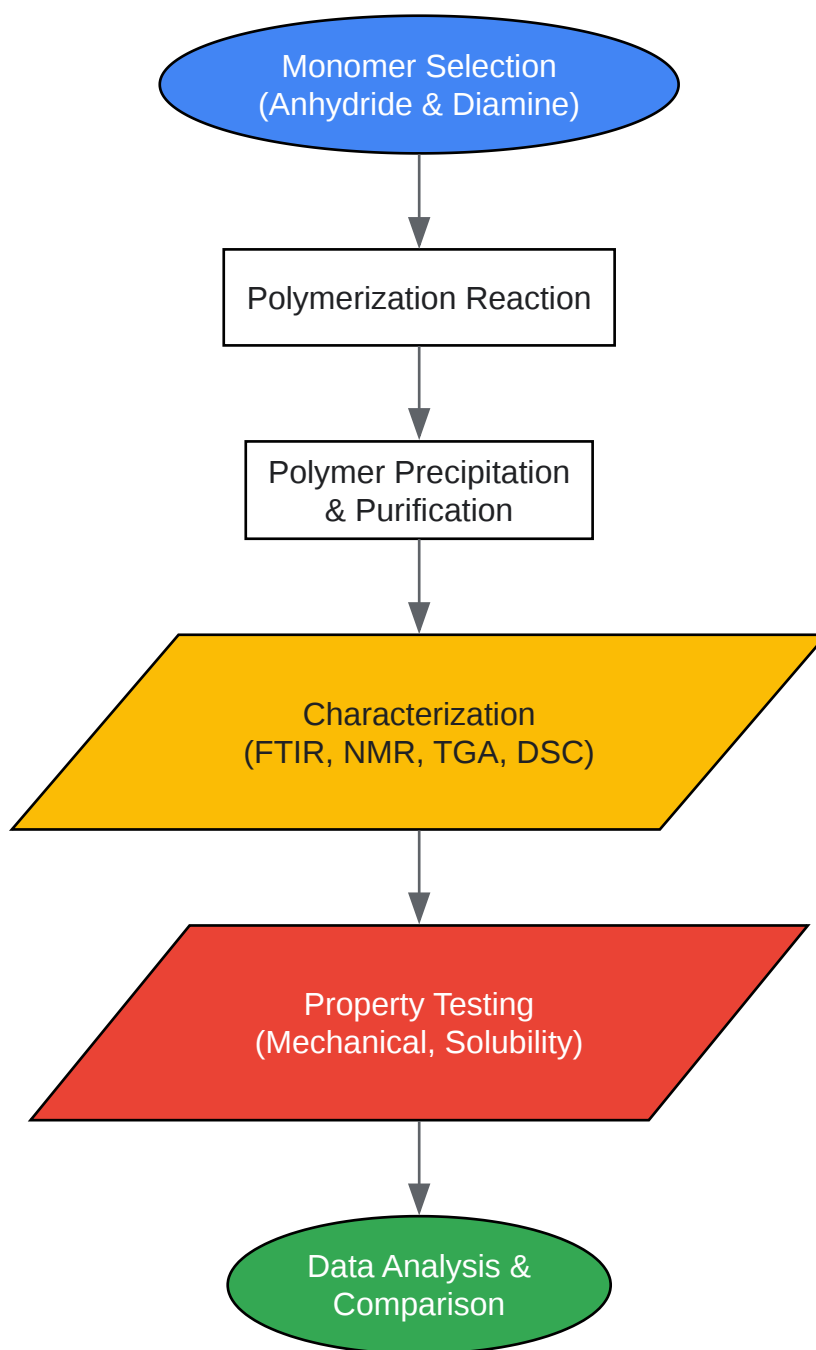 Monomer Selection
(Anhydride & Diamine)
Polymerization Reaction
Polymer Precipitation
& Purification
Characterization
(FTIR, NMR, TGA, DSC)
Property Testing
(Mechanical, Solubility)
Data Analysis &
Comparison